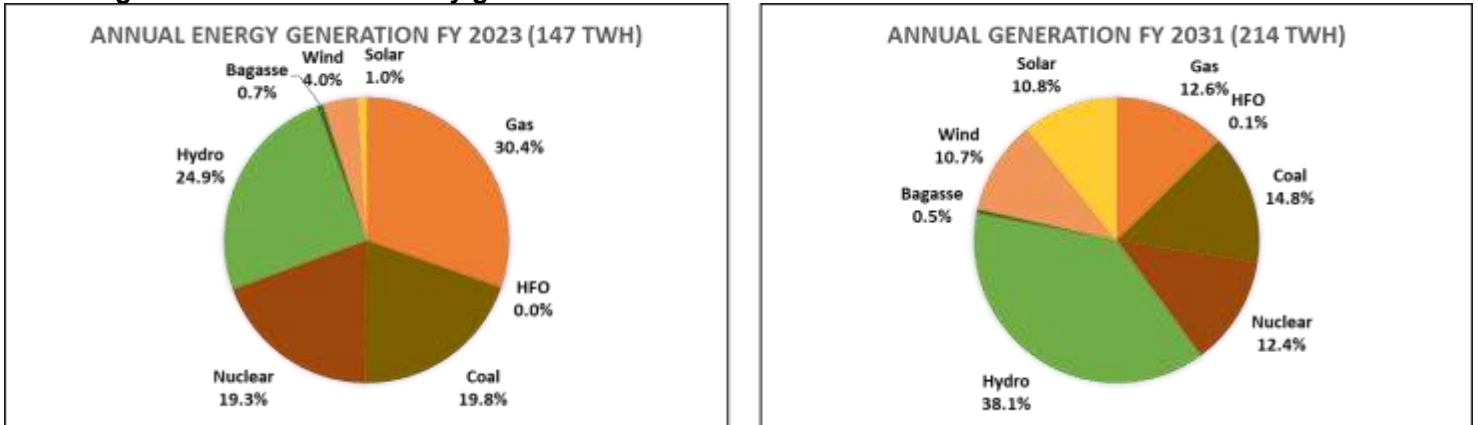 ANNUAL ENERGY GENERATION FY 2023 (147 TWH)
Wind
4.0%
Solar
1.0%
Bagasse
0.7%
Gas
30.4%
Hydro
24.9%
HFO
0.0%
Nuclear
19.3%
Coal
19.8%
ANNUAL GENERATION FY 2031 (214 TWH)
Solar
10.8%
Gas
12.6%
HFO
0.1%
Wind
10.7%
Coal
14.8%
Bagasse
0.5%
Nuclear
12.4%
Hydro
38.1%